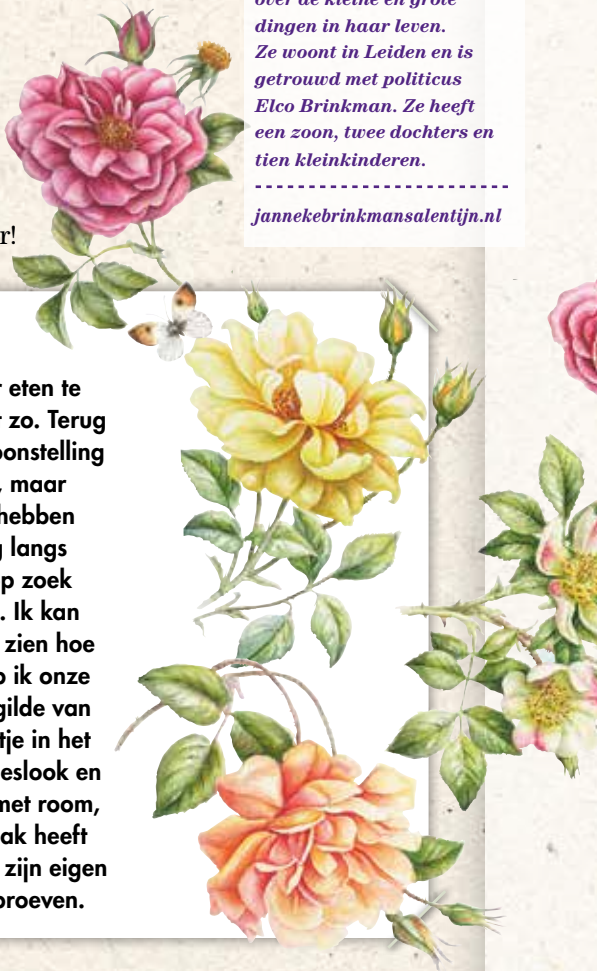 over de kleine en grote
dingen in haar leven.
Ze woont in Leiden en is
getrouwd met politicus
Elco Brinkman. Ze heeft
een zoon, twee dochters en
tien kleinkinderen.
jannekebrinkmansalentijn.nl
r!
eten te
zo. Terug
oonstelling
, maar
hebben
langs
p zoek
. Ik kan
zien hoe
ik onze
gilde van
tje in het
eslook en
met room,
ak heeft
zijn eigen
proeven.